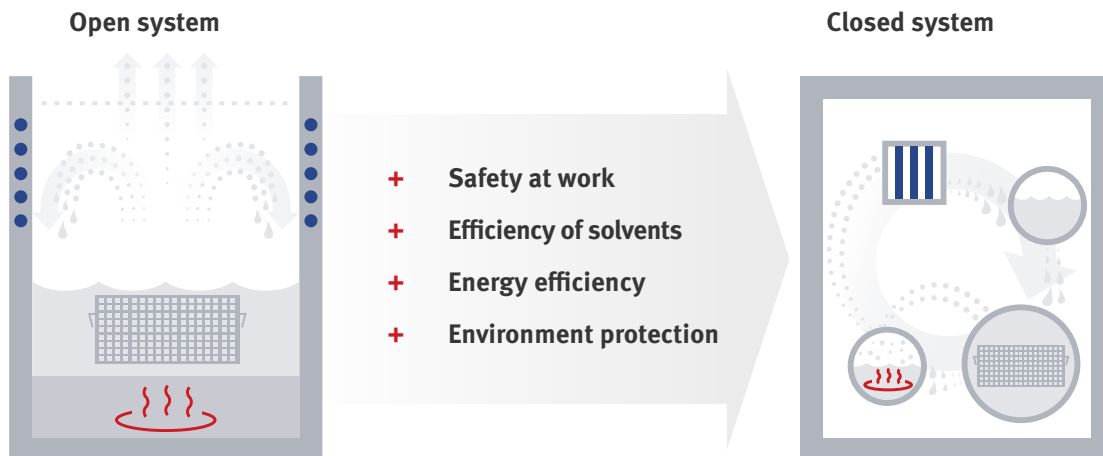 Open system
Closed system
+ Safety at work
+ Efficiency of solvents
+ Energy efficiency
+ Environment protection